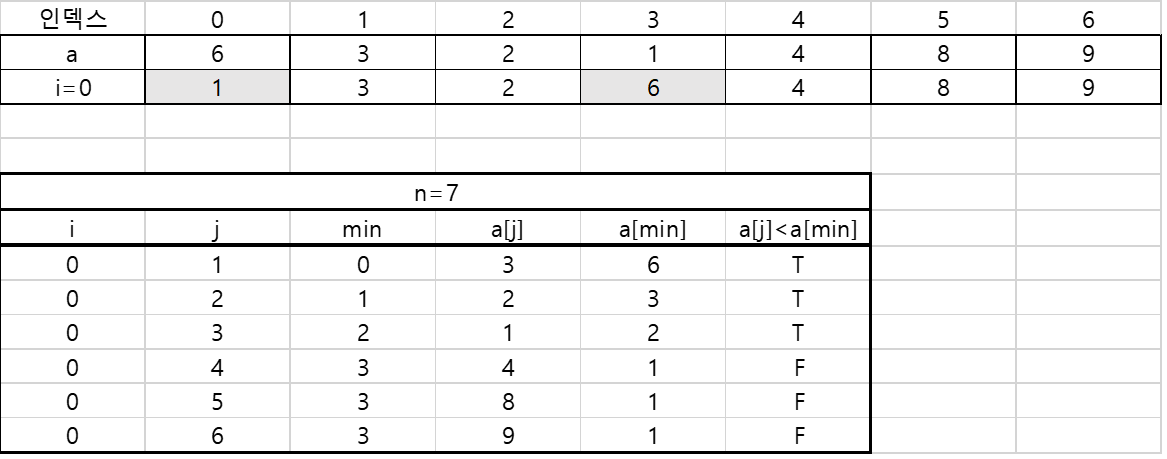 인덱스 0 1 2 3 4 5 6
a 6 3 2 1 4 8 9
i=0 1 3 2 6 4 8 9
n=7
i j min a[j] a[min] a[j]<a[min]
0 1 0 3 6 T
0 2 1 2 3 T
0 3 2 1 2 T
0 4 3 4 1 F
0 5 3 8 1 F
0 6 3 9 1 F